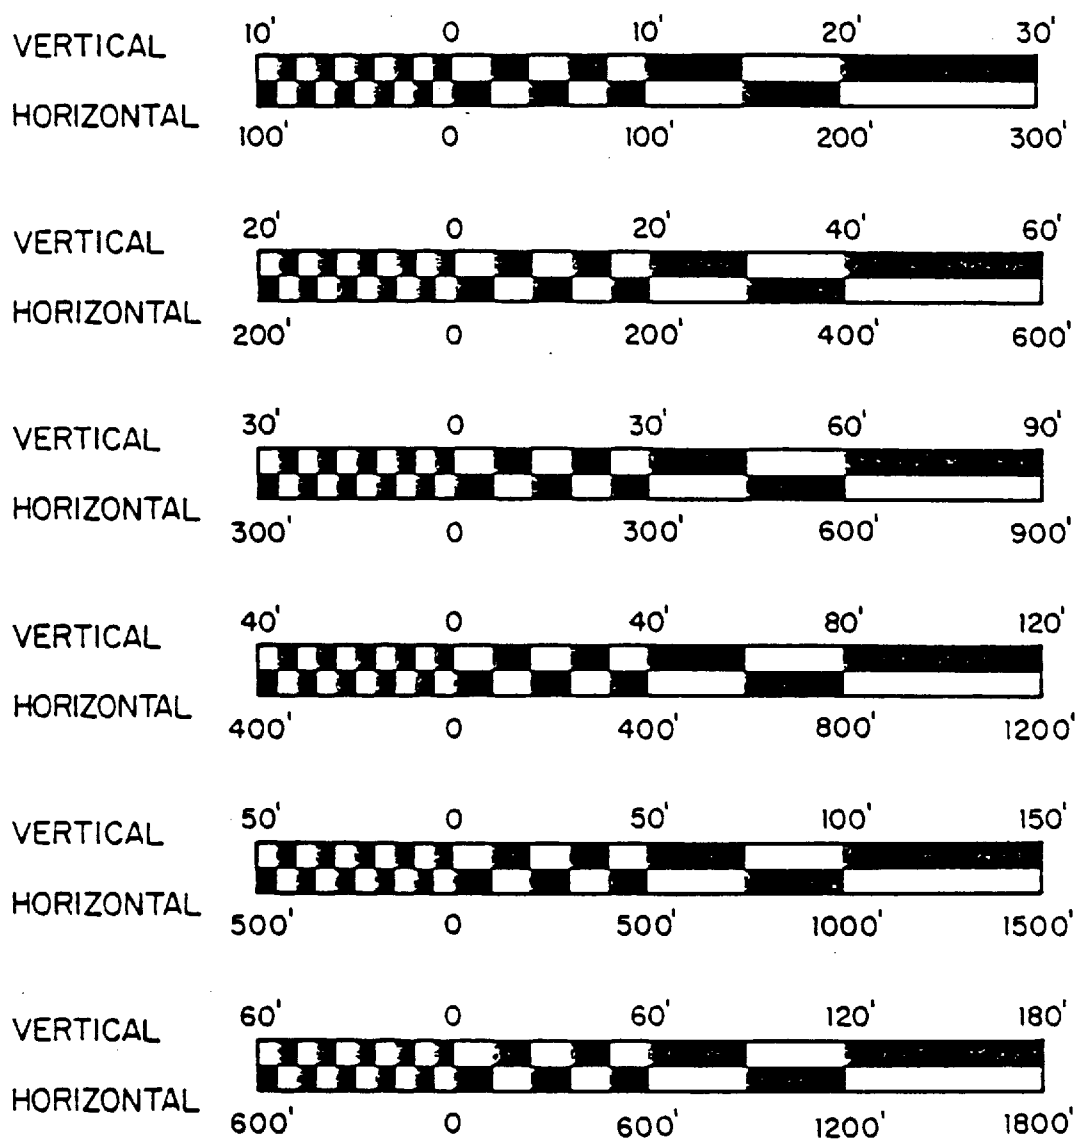 10' 0 10' 20' 30'
VERTICAL
HORIZONTAL
100' 0 100' 200' 300'
20' 0 20' 40' 60'
VERTICAL
HORIZONTAL
200' 0 200' 400' 600'
30' 0 30' 60' 90'
VERTICAL
HORIZONTAL
300' 0 300' 600' 900'
40' 0 40' 80' 120'
VERTICAL
HORIZONTAL
400' 0 400' 800' 1200'
50' 0 50' 100' 150'
VERTICAL
HORIZONTAL
500' 0 500' 1000' 1500'
60' 0 60' 120' 180'
VERTICAL
HORIZONTAL
600' 0 600' 1200' 1800'